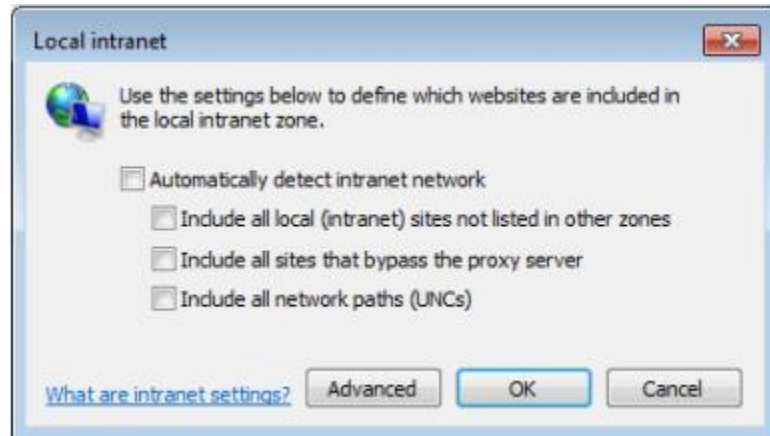 Local intranet
Use the settings below to define which websites are included in
the local intranet zone.
Automatically detect intranet network
Include all local (intranet) sites not listed in other zones
Include all sites that bypass the proxy server
Include all network paths (UNCs)
What are intranet settings? Advanced OK Cancel